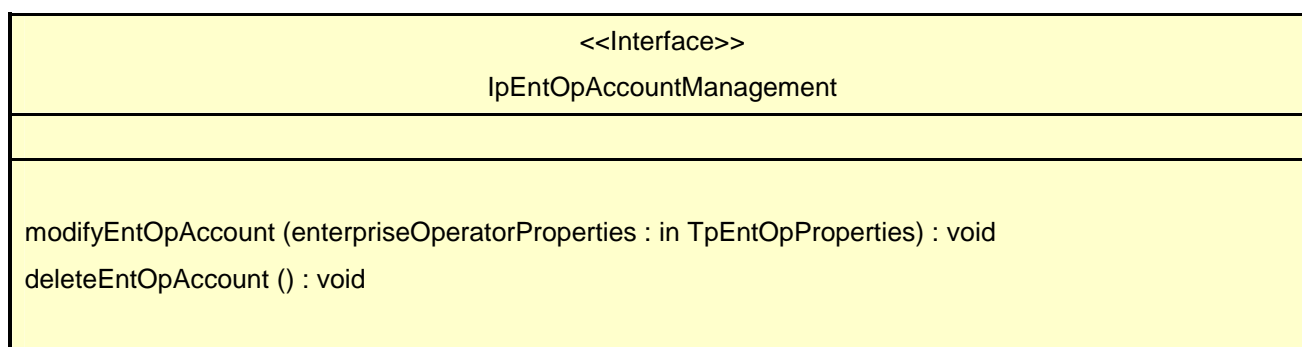 <<Interface>>
IpEntOpAccountManagement
modifyEntOpAccount (enterpriseOperatorProperties : in TpEntOpProperties) : void
deleteEntOpAccount () : void